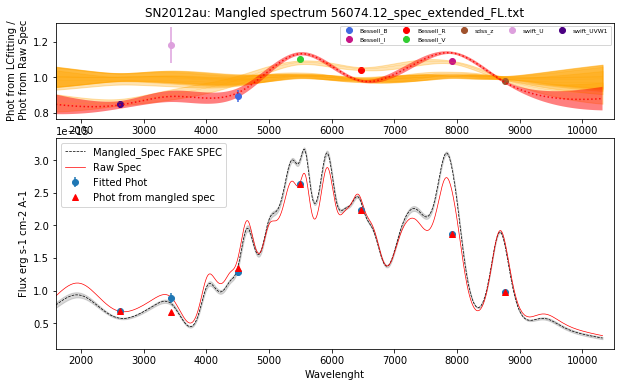 SN2012au: Mangled spectrum 56074.12_spec_extended_FL.txt
Phot from LCfitting /
Phot from Raw Spec
1.2
1.0
0.8
Bessell_B
Bessell_I
Bessell_R
Bessell_V
sdss_z
swift_U
swift_UVW1
2000 3000 4000 5000 6000 7000 8000 9000 10000
Flux erg s-1 cm-2 A-1
3.0
2.5
2.0
1.5
1.0
0.5
Mangled_Spec FAKE SPEC
Raw Spec
Fitted Phot
Phot from mangled spec
2000 3000 4000 5000 6000 7000 8000 9000 10000
Wavelenght